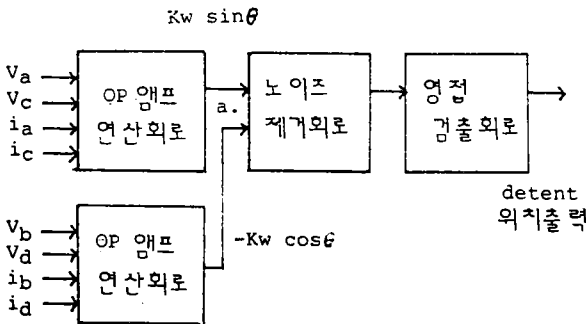 Kw sinθ
Va
Vc
ia
ic
OP 앰프
연산회로
a.
노이즈
제거회로
영점
검출회로
detent
위치출력
Vb
Vd
ib
id
OP 앰프
연산회로
-Kw cosθ